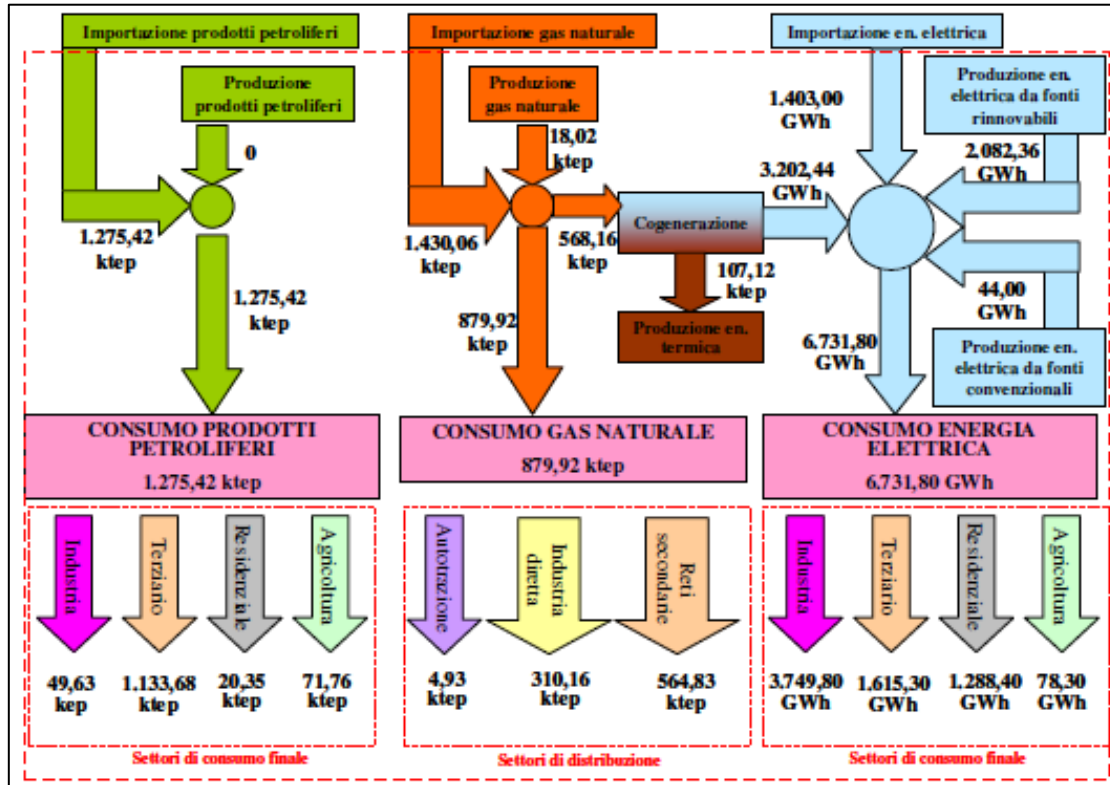 Importazione prodotti petroliferi
Importazione gas naturale
Importazione en. elettrica
Produzione
prodotti petroliferi
Produzione
gas naturale
Produzione en.
elettrica da fonti
rinnovabili
0
18,02
ktep
1.403,00
GWh
2.082,36
GWh
3.202,44
GWh
1.275,42
ktep
1.430,06
ktep
568,16
ktep
Cogenerazione
107,12
ktep
44,00
GWh
1.275,42
ktep
879,92
ktep
Produzione en.
termica
6.731,80
GWh
Produzione en.
elettrica da fonti
convenzionali
CONSUMO PRODOTTI
PETROLIFERI
1.275,42 ktep
CONSUMO GAS NATURALE
879,92 ktep
CONSUMO ENERGIA
ELETTRICA
6.731,80 GWh
Industria
Terziario
Residenziale
Agricoltura
Autotrazione
Industria
diretta
Reti
secondarie
Industria
Terziario
Residenziale
Agricoltura
49,63
kep
1.133,68
ktep
20,35
ktep
71,76
ktep
4,93
ktep
310,16
ktep
564,83
ktep
3.749,80
GWh
1.615,30
GWh
1.288,40
GWh
78,30
GWh
Settori di consumo finale
Settori di distribuzione
Settori di consumo finale